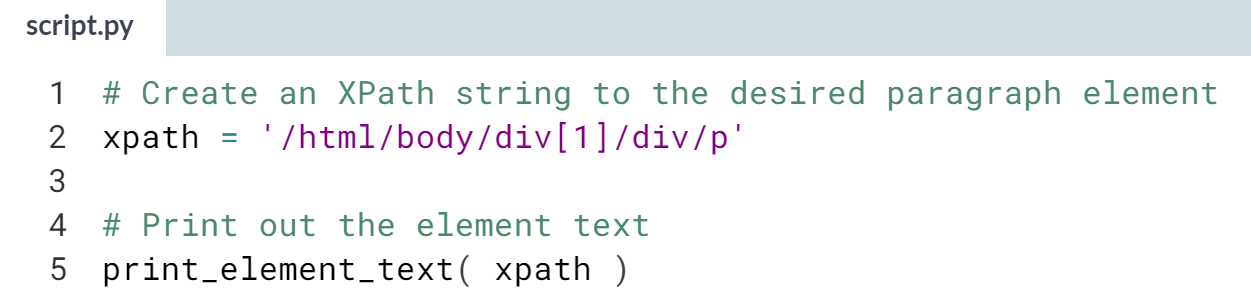 script.py
1 # Create an XPath string to the desired paragraph element
2 xpath = '/html/body/div[1]/div/p'
3
4 # Print out the element text
5 print_element_text( xpath )